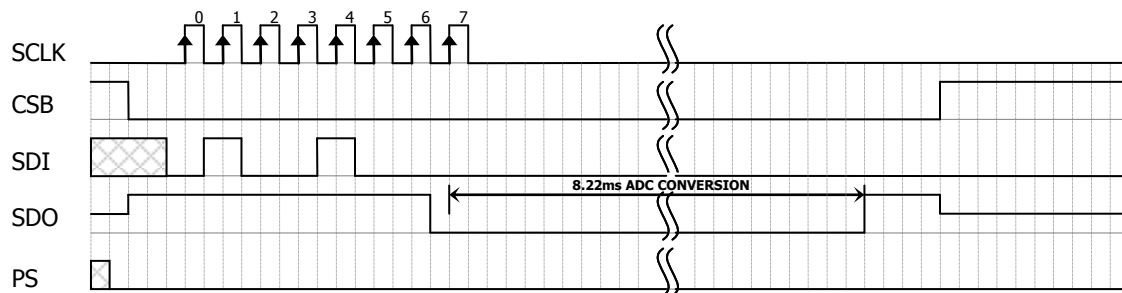 0 1 2 3 4 5 6 7
SCLK
CSB
SDI
8.22ms ADC CONVERSION
SDO
PS